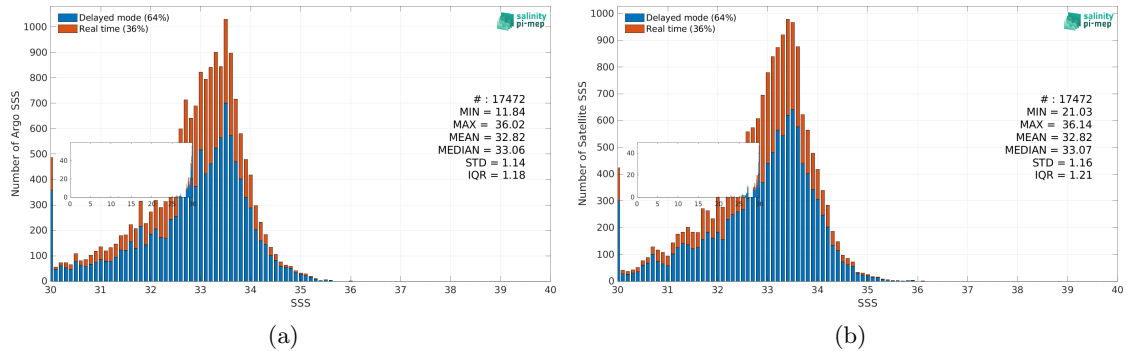 Delayed mode (64%)
Real time (36%)
salinity
pi-mep
1000
900
800
700
600
500
400
300
200
100
0
Number of Argo SSS
# : 17472
MIN = 11.84
MAX = 36.02
MEAN = 32.82
MEDIAN = 33.06
STD = 1.14
IQR = 1.18
40
20
0
0 5 10 15 20 25 30
30 31 32 33 34 35 36 37 38 39 40
SSS
(a)
Delayed mode (64%)
Real time (36%)
salinity
pi-mep
1000
900
800
700
600
500
400
300
200
100
0
Number of Satellite SSS
# : 17472
MIN = 21.03
MAX = 36.14
MEAN = 32.82
MEDIAN = 33.07
STD = 1.16
IQR = 1.21
40
20
0
0 5 10 15 20 25 30
30 31 32 33 34 35 36 37 38 39 40
SSS
(b)